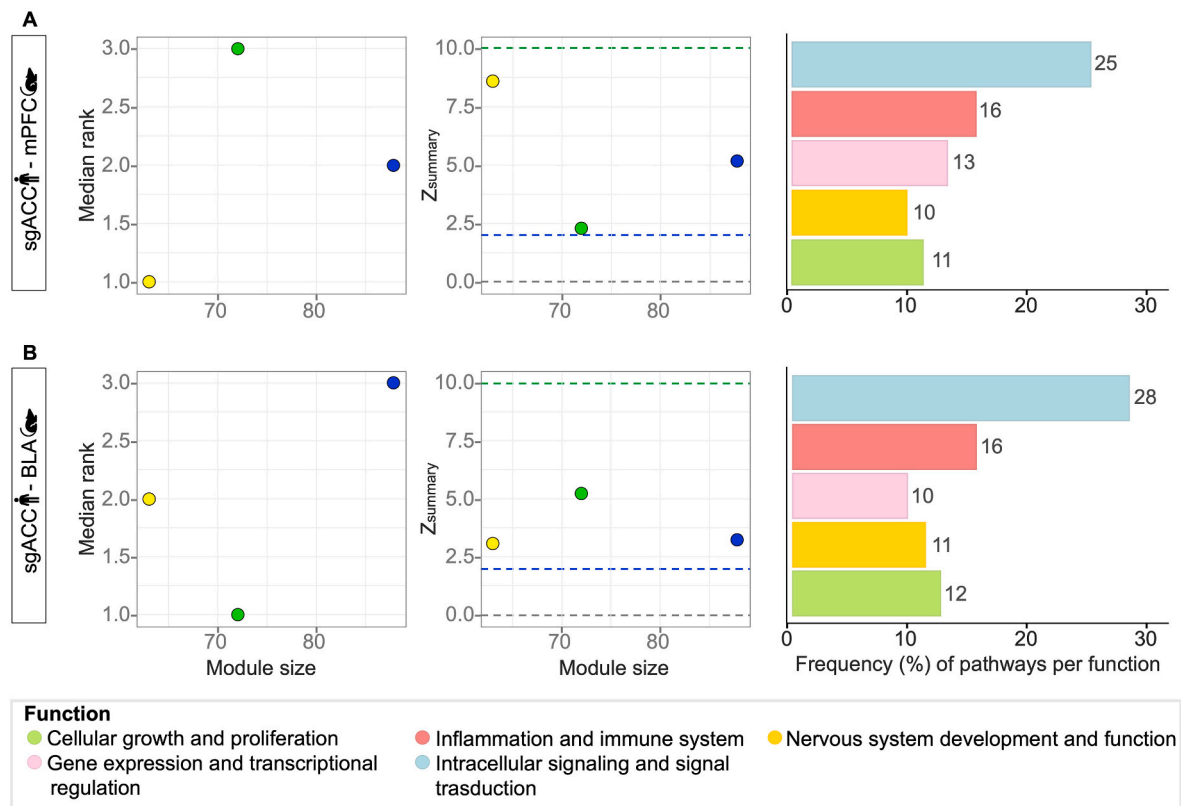 A
sgACC - mPFC
Median rank
3.0
2.5
2.0
1.5
1.0
70 80
Zsummary
10.0
7.5
5.0
2.5
0.0
70 80
25
16
13
10
11
0 10 20 30
B
sgACC - BLA
Median rank
3.0
2.5
2.0
1.5
1.0
70 80
Module size
Zsummary
10.0
7.5
5.0
2.5
0.0
70 80
Module size
28
16
10
11
12
0 10 20 30
Frequency (%) of pathways per function
Function
Cellular growth and proliferation
Gene expression and transcriptional
regulation
Inflammation and immune system
Intracellular signaling and signal
trasduction
Nervous system development and function